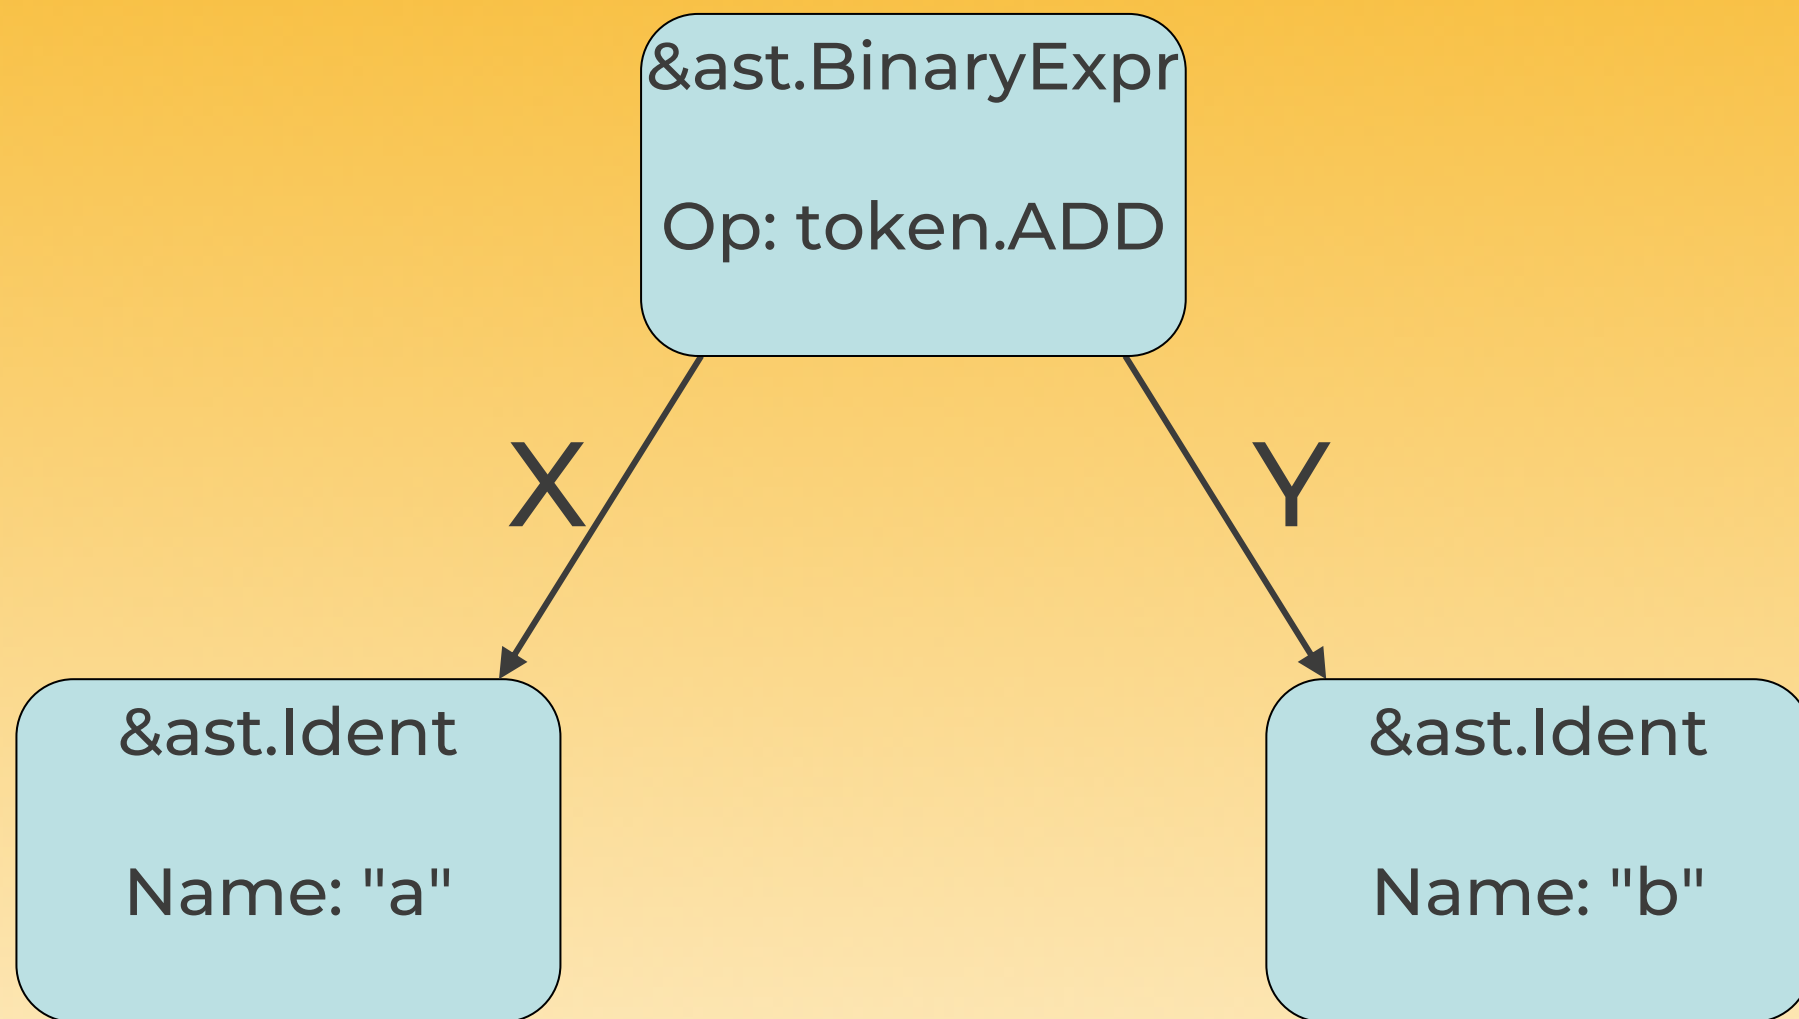 &ast.BinaryExpr
Op: token.ADD
X
Y
&ast.Ident
Name: "a"
&ast.Ident
Name: "b"